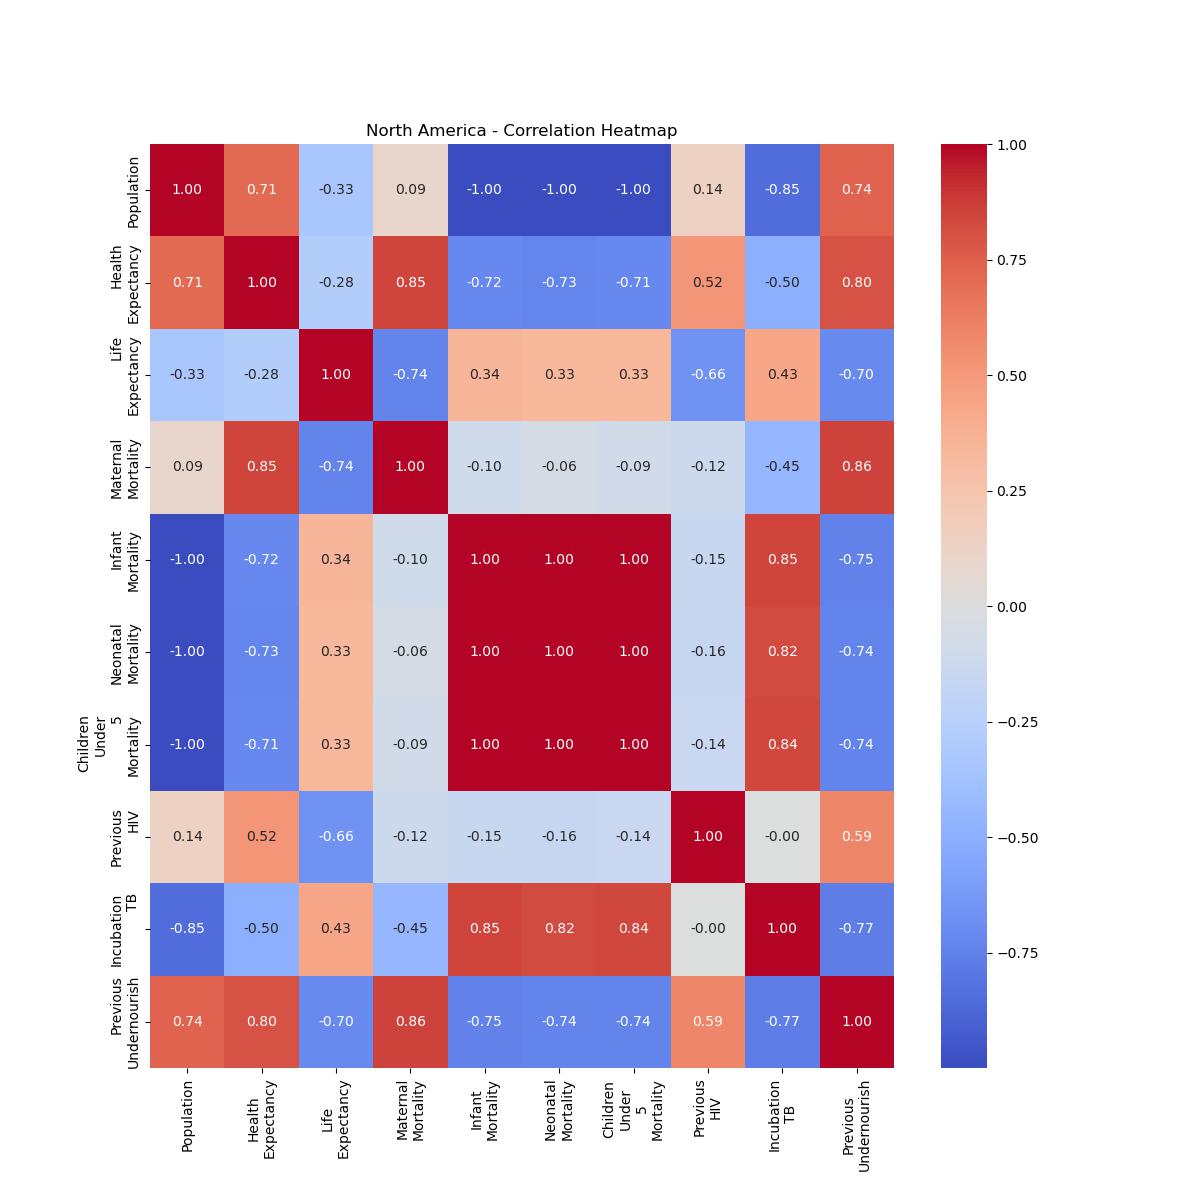 North America - Correlation Heatmap
Population
1.00 0.71 -0.33 0.09 -1.00 -1.00 -1.00 0.14 -0.85 0.74
Health
Expectancy
0.71 1.00 -0.28 0.85 -0.72 -0.73 -0.71 0.52 -0.50 0.80
Life
Expectancy
-0.33 -0.28 1.00 -0.74 0.34 0.33 0.33 -0.66 0.43 -0.70
Maternal
Mortality
0.09 0.85 -0.74 1.00 -0.10 -0.06 -0.09 -0.12 -0.45 0.86
Infant
Mortality
-1.00 -0.72 0.34 -0.10 1.00 1.00 1.00 -0.15 0.85 -0.75
Neonatal
Mortality
-1.00 -0.73 0.33 -0.06 1.00 1.00 1.00 -0.16 0.82 -0.74
Children
Under
5
Mortality
-1.00 -0.71 0.33 -0.09 1.00 1.00 1.00 -0.14 0.84 -0.74
Previous
HIV
0.14 0.52 -0.66 -0.12 -0.15 -0.16 -0.14 1.00 -0.00 0.59
Incubation
TB
-0.85 -0.50 0.43 -0.45 0.85 0.82 0.84 -0.00 1.00 -0.77
Previous
Undernourish
0.74 0.80 -0.70 0.86 -0.75 -0.74 -0.74 0.59 -0.77 1.00
Population
Health
Expectancy
Life
Expectancy
Maternal
Mortality
Infant
Mortality
Neonatal
Mortality
Children
Under
5
Mortality
Previous
HIV
Incubation
TB
Previous
Undernourish
1.00
0.75
0.50
0.25
0.00
−0.25
−0.50
−0.75